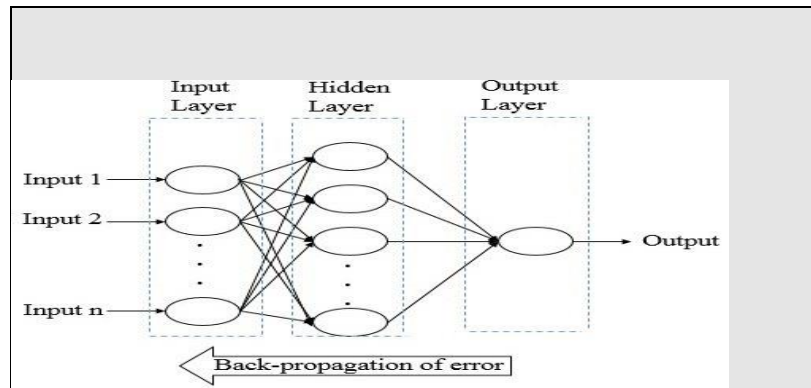 Input Hidden Output
Layer Layer Layer
Input 1
Input 2
Output
Input n
Back-propagation of error